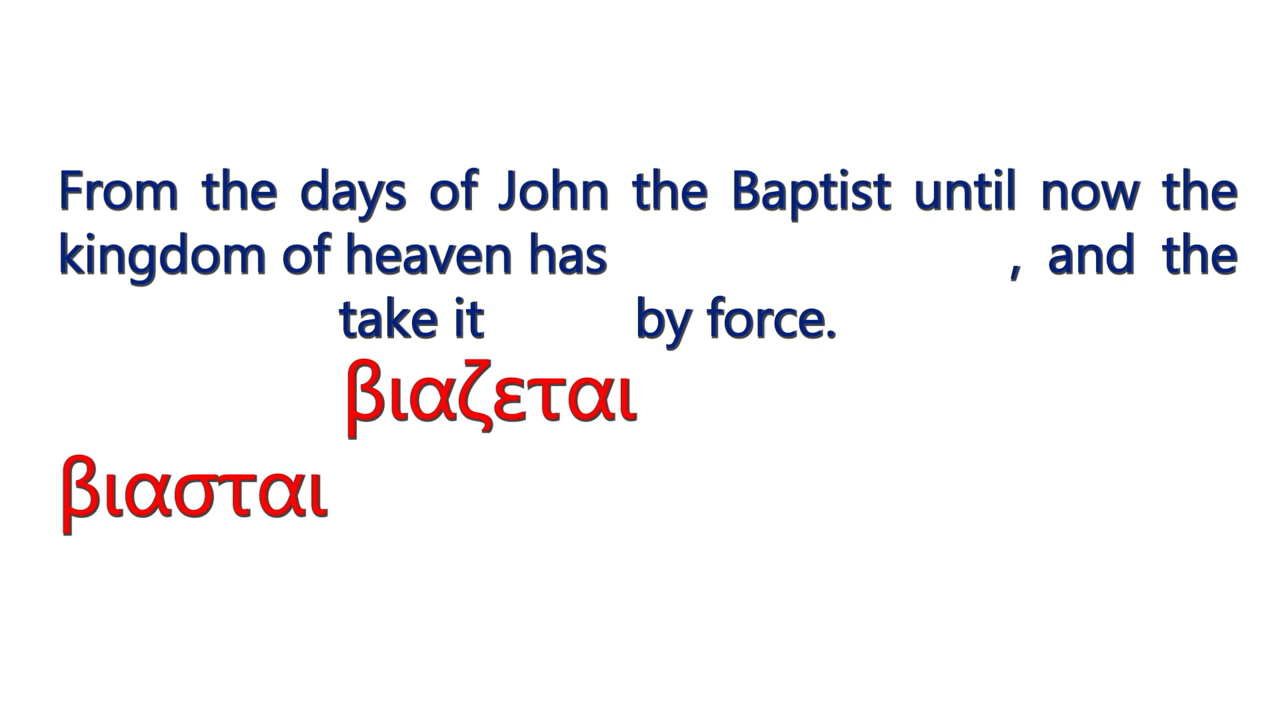 From the days of John the Baptist until now the
kingdom of heaven has , and the
take it by force.
βιαζεται
βιασται